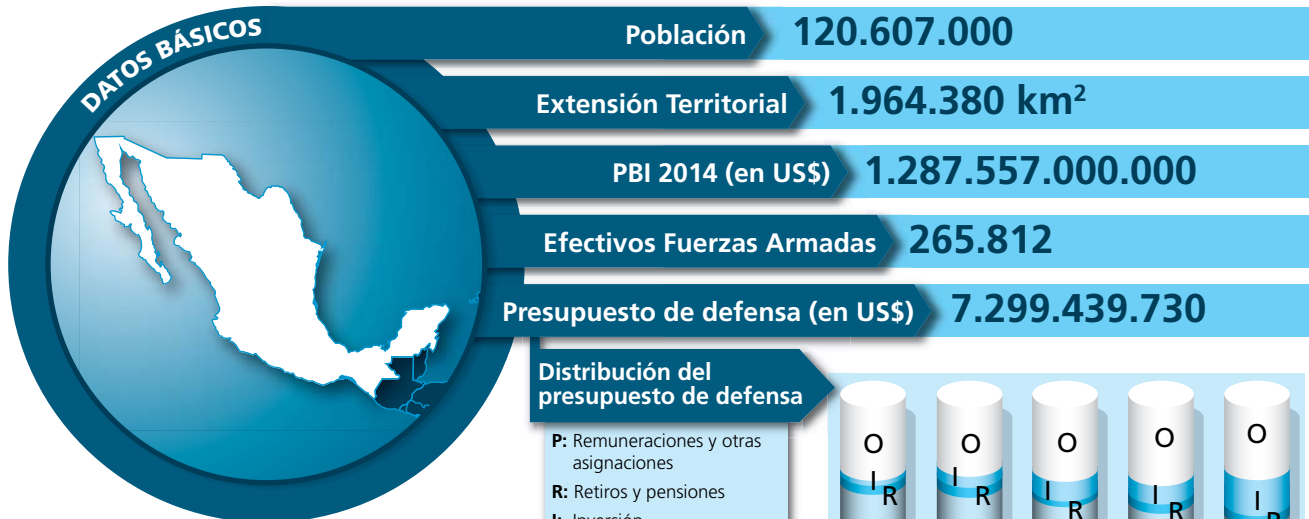 DATOS BÁSICOS
Población 120.607.000
Extensión Territorial 1.964.380 km²
PBI 2014 (en US$) 1.287.557.000.000
Efectivos Fuerzas Armadas 265.812
Presupuesto de defensa (en US$) 7.299.439.730
Distribución del
presupuesto de defensa
P: Remuneraciones y otras
asignaciones
R: Retiros y pensiones
I: Inversión
O O O O O
I I I I I
R R R R R